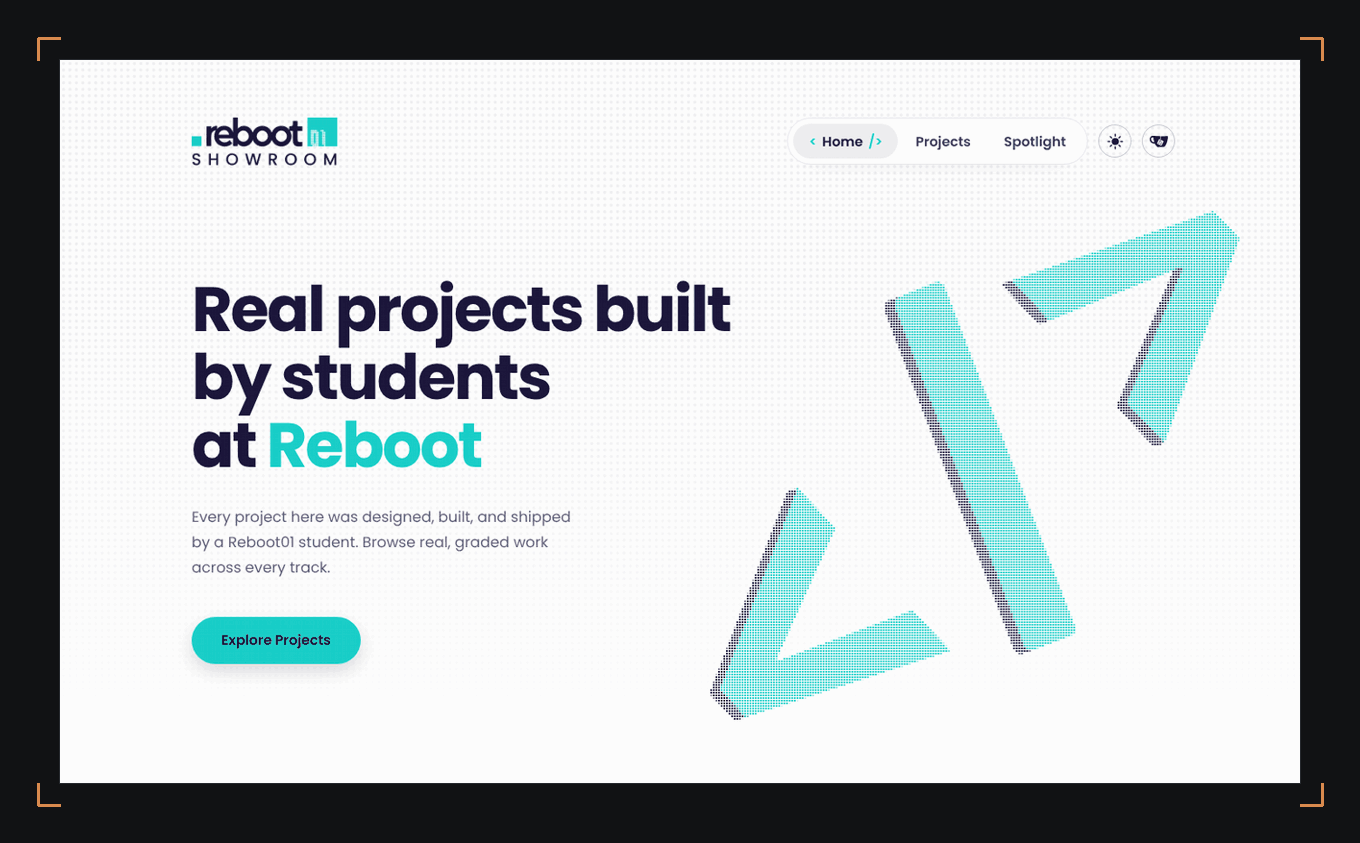 .reboot 01
SHOWROOM
< Home />
Projects
Spotlight
Real projects built
by students
at Reboot
Every project here was designed, built, and shipped
by a Reboot01 student. Browse real, graded work
across every track.
Explore Projects